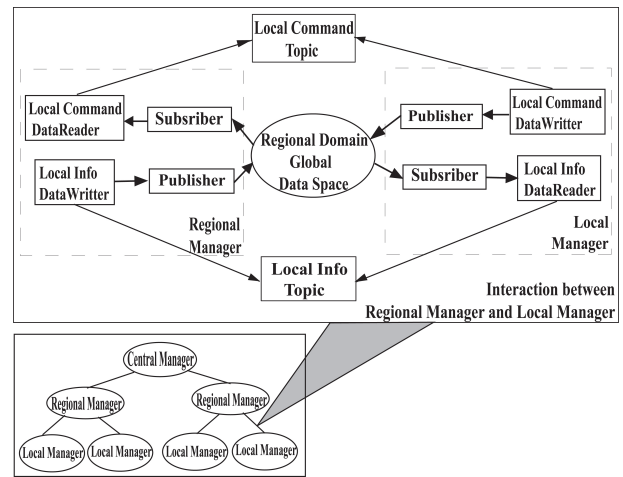 Local Command
Topic
Local Command
DataReader
Subsriber
Publisher
Local Command
DataWritter
Regional Domain
Global
Data Space
Local Info
DataWritter
Publisher
Subsriber
Local Info
DataReader
Regional
Manager
Local
Manager
Local Info
Topic
Interaction between
Regional Manager and Local Manager
Central Manager
Regional Manager
Regional Manager
Local Manager
Local Manager
Local Manager
Local Manager